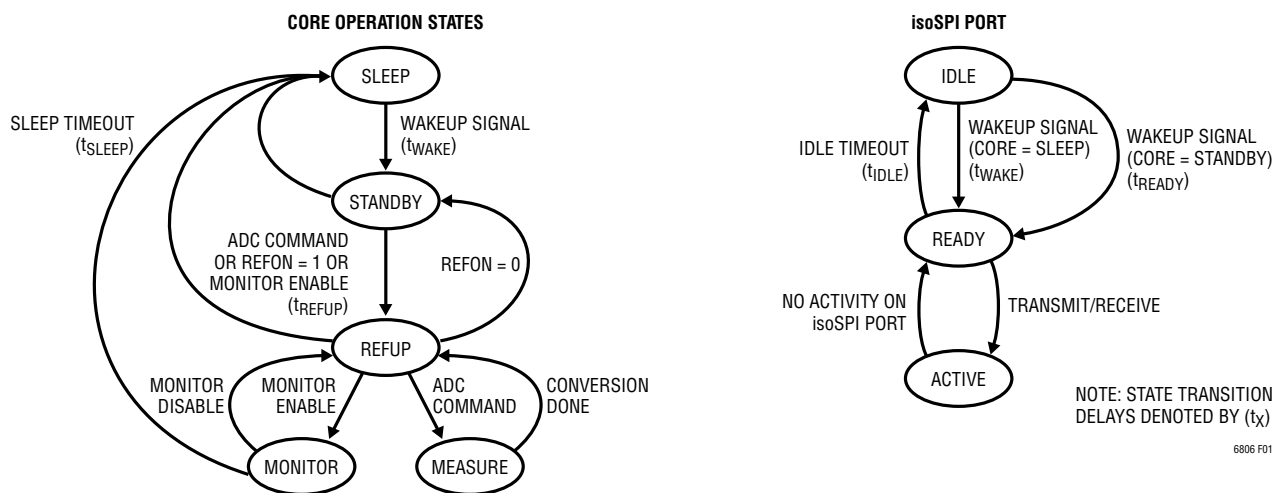 CORE OPERATION STATES
SLEEP
SLEEP TIMEOUT
(tSLEEP)
WAKEUP SIGNAL
(tWAKE)
STANDBY
ADC COMMAND
OR REFON = 1 OR
MONITOR ENABLE
(tREFUP)
REFON = 0
REFUP
MONITOR
DISABLE
MONITOR
ENABLE
ADC
COMMAND
CONVERSION
DONE
MONITOR
MEASURE
isoSPI PORT
IDLE
IDLE TIMEOUT
(tIDLE)
WAKEUP SIGNAL
(CORE = SLEEP)
(tWAKE)
WAKEUP SIGNAL
(CORE = STANDBY)
(tREADY)
READY
NO ACTIVITY ON
isoSPI PORT
TRANSMIT/RECEIVE
ACTIVE
NOTE: STATE TRANSITION
DELAYS DENOTED BY (tX)
6806 F01